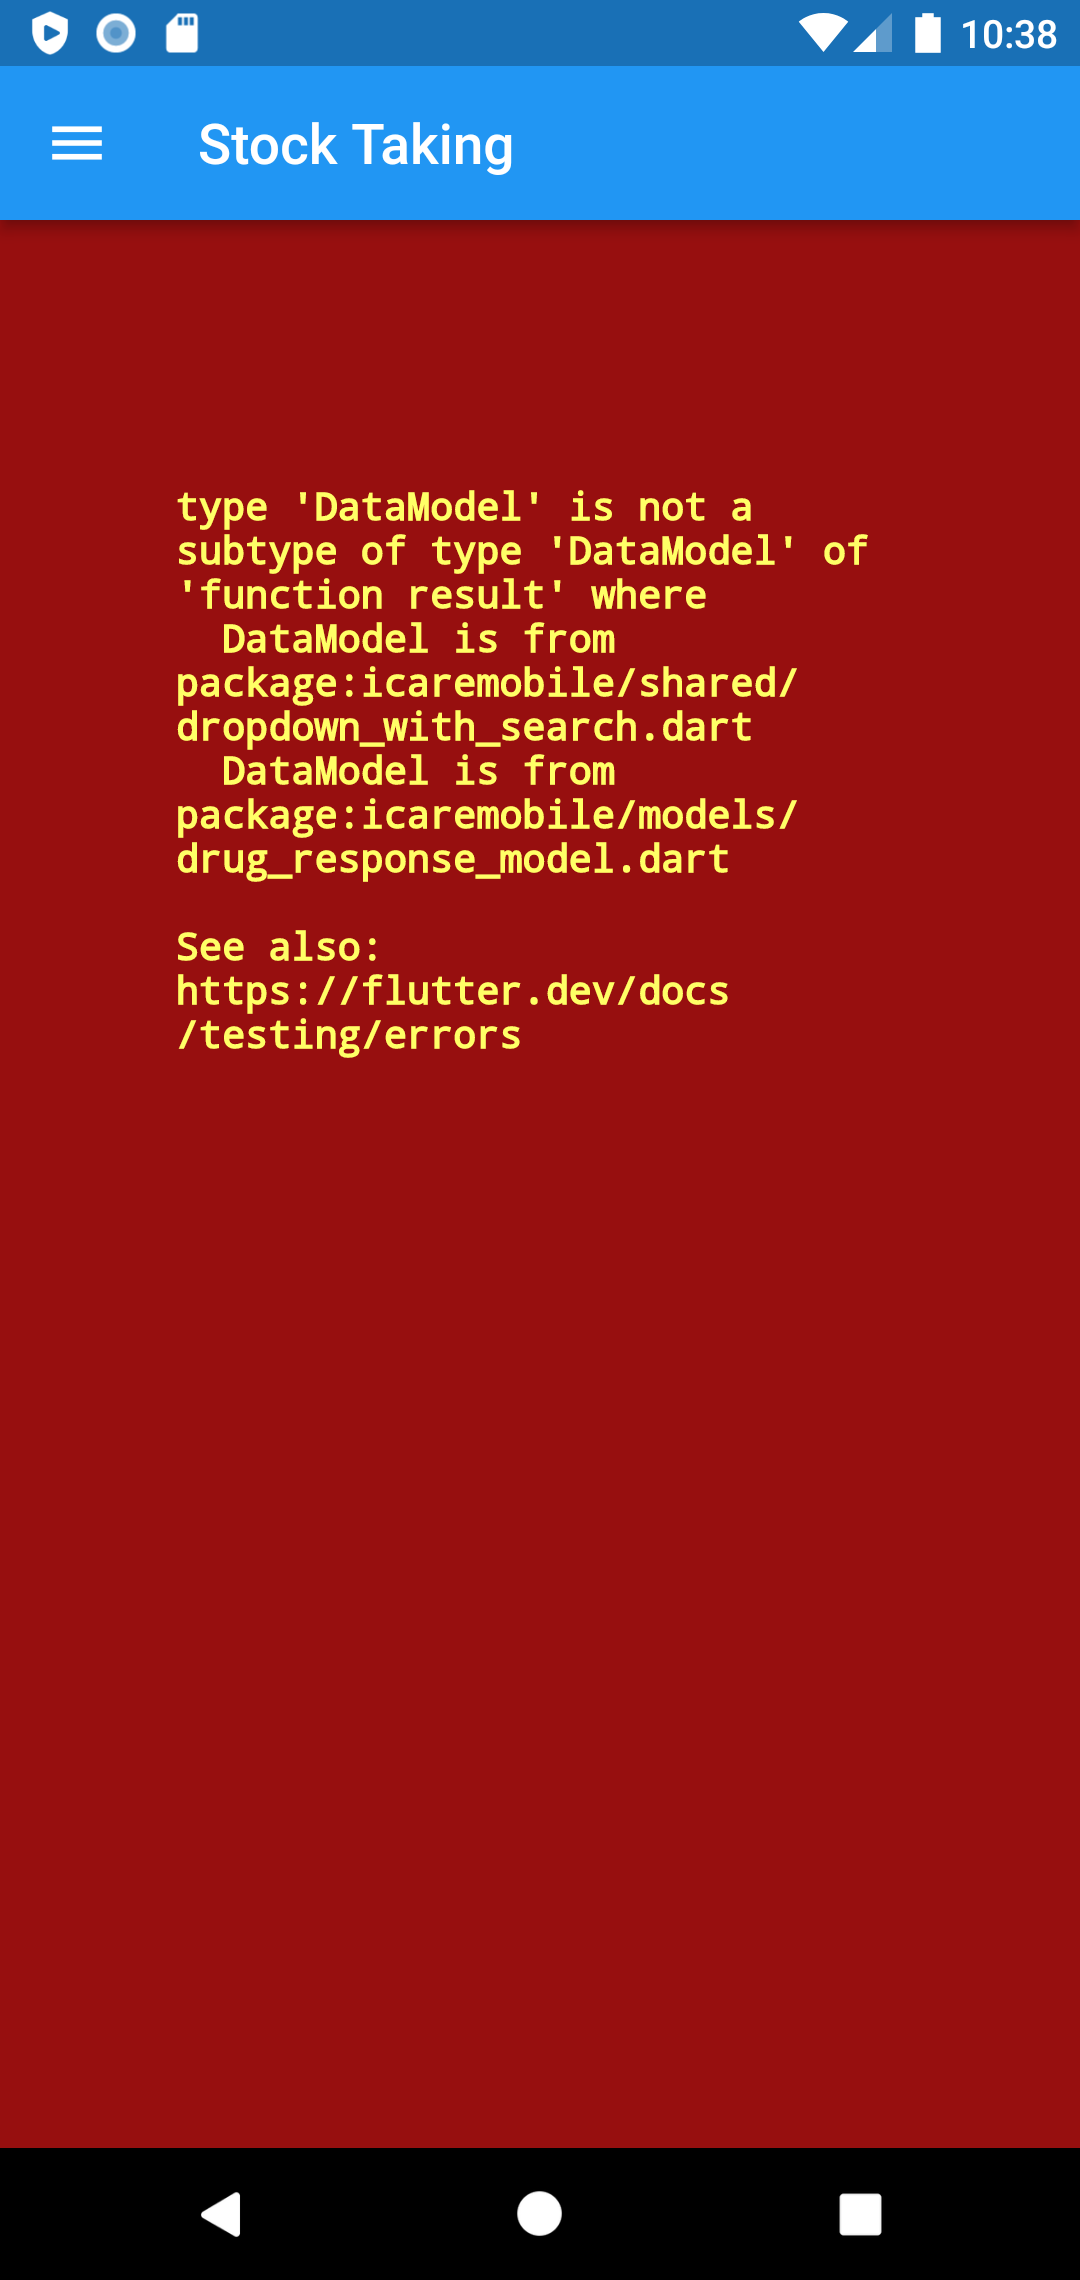 10:38
Stock Taking
type 'DataModel' is not a
subtype of type 'DataModel' of
'function result' where
  DataModel is from
package:icaremobile/shared/
dropdown_with_search.dart
  DataModel is from
package:icaremobile/models/
drug_response_model.dart

See also:
https://flutter.dev/docs
/testing/errors